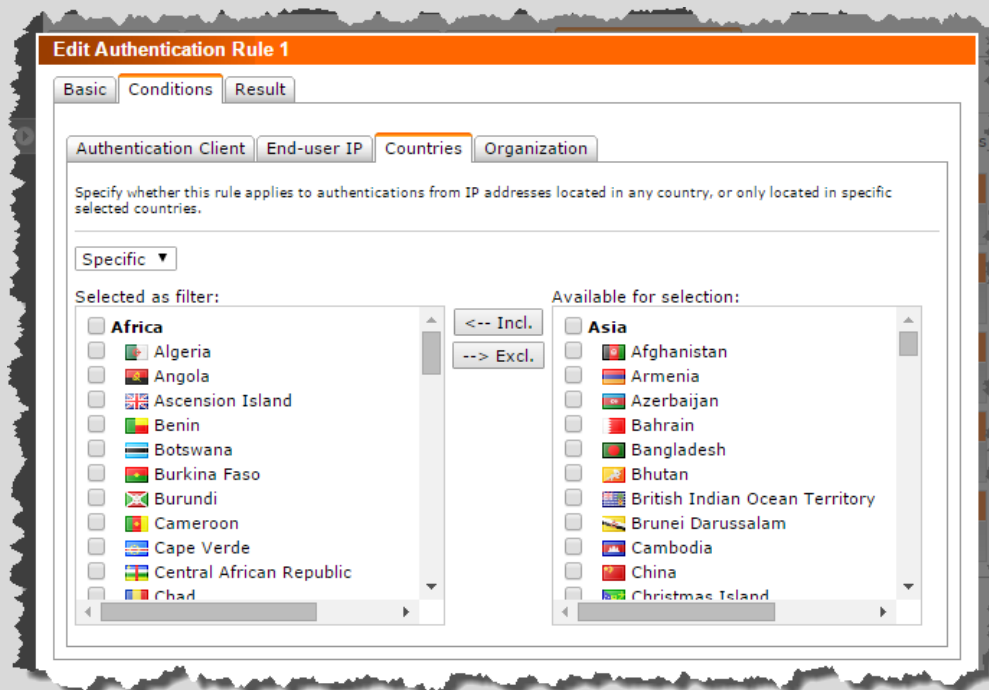 Edit Authentication Rule 1
Basic Conditions Result
Authentication Client End-user IP Countries Organization
Specify whether this rule applies to authentications from IP addresses located in any country, or only located in specific
selected countries.
Specific
Selected as filter:
Africa
Algeria
Angola
Ascension Island
Benin
Botswana
Burkina Faso
Burundi
Cameroon
Cape Verde
Central African Republic
Chad
<-- Incl.
--> Excl.
Available for selection:
Asia
Afghanistan
Armenia
Azerbaijan
Bahrain
Bangladesh
Bhutan
British Indian Ocean Territory
Brunei Darussalam
Cambodia
China
Christmas Island